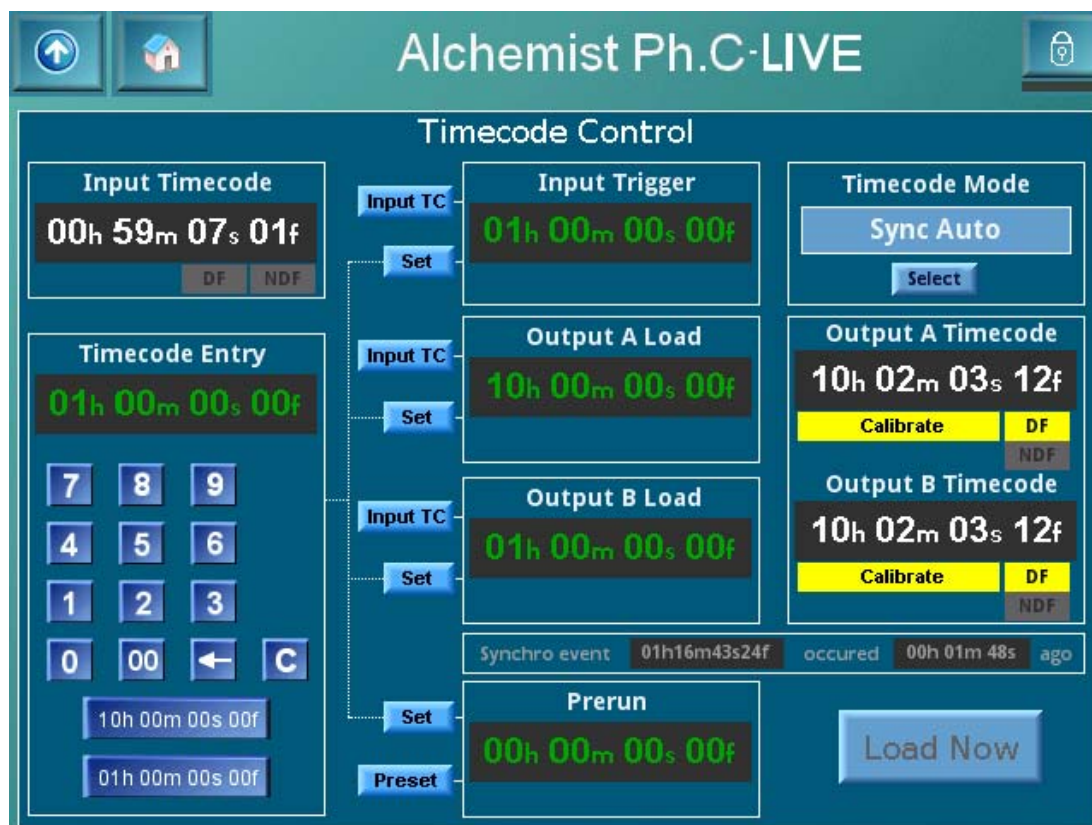 Alchemist Ph.C-LIVE
Timecode Control
Input Timecode
00h 59m 07s 01f
DF NDF
Timecode Entry
01h 00m 00s 00f
7 8 9
4 5 6
1 2 3
0 00 ← C
10h 00m 00s 00f
01h 00m 00s 00f
Input TC
Set
Input Trigger
01h 00m 00s 00f
Input TC
Set
Output A Load
10h 00m 00s 00f
Input TC
Set
Output B Load
01h 00m 00s 00f
Synchro event 01h16m43s24f occured 00h 01m 48s ago
Set
Preset
Prerun
00h 00m 00s 00f
Timecode Mode
Sync Auto
Select
Output A Timecode
10h 02m 03s 12f
Calibrate DF
NDF
Output B Timecode
10h 02m 03s 12f
Calibrate DF
NDF
Load Now